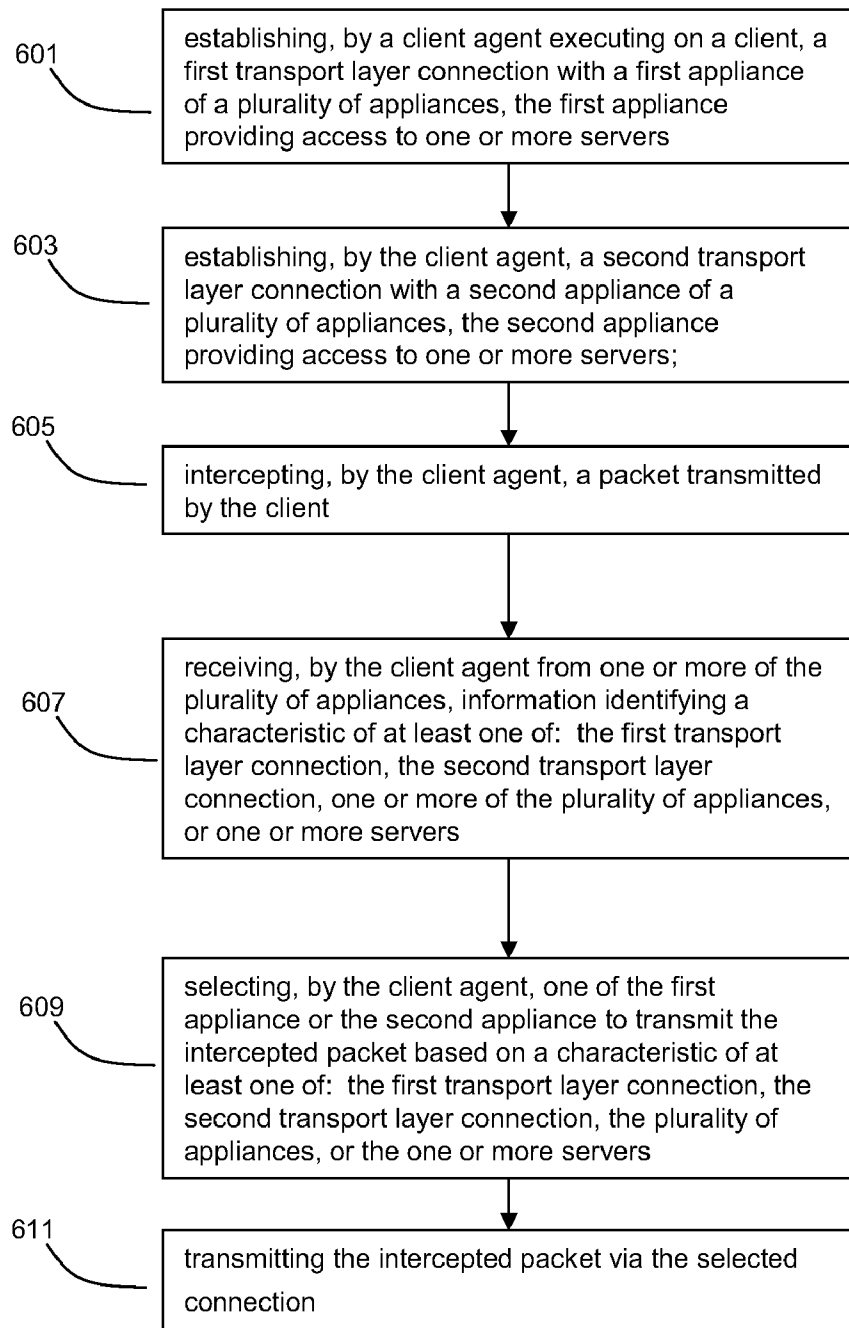 601
establishing, by a client agent executing on a client, a
first transport layer connection with a first appliance
of a plurality of appliances, the first appliance
providing access to one or more servers
603
establishing, by the client agent, a second transport
layer connection with a second appliance of a
plurality of appliances, the second appliance
providing access to one or more servers;
605
intercepting, by the client agent, a packet transmitted
by the client
607
receiving, by the client agent from one or more of the
plurality of appliances, information identifying a
characteristic of at least one of: the first transport
layer connection, the second transport layer
connection, one or more of the plurality of appliances,
or one or more servers
609
selecting, by the client agent, one of the first
appliance or the second appliance to transmit the
intercepted packet based on a characteristic of at
least one of: the first transport layer connection, the
second transport layer connection, the plurality of
appliances, or the one or more servers
611
transmitting the intercepted packet via the selected
connection